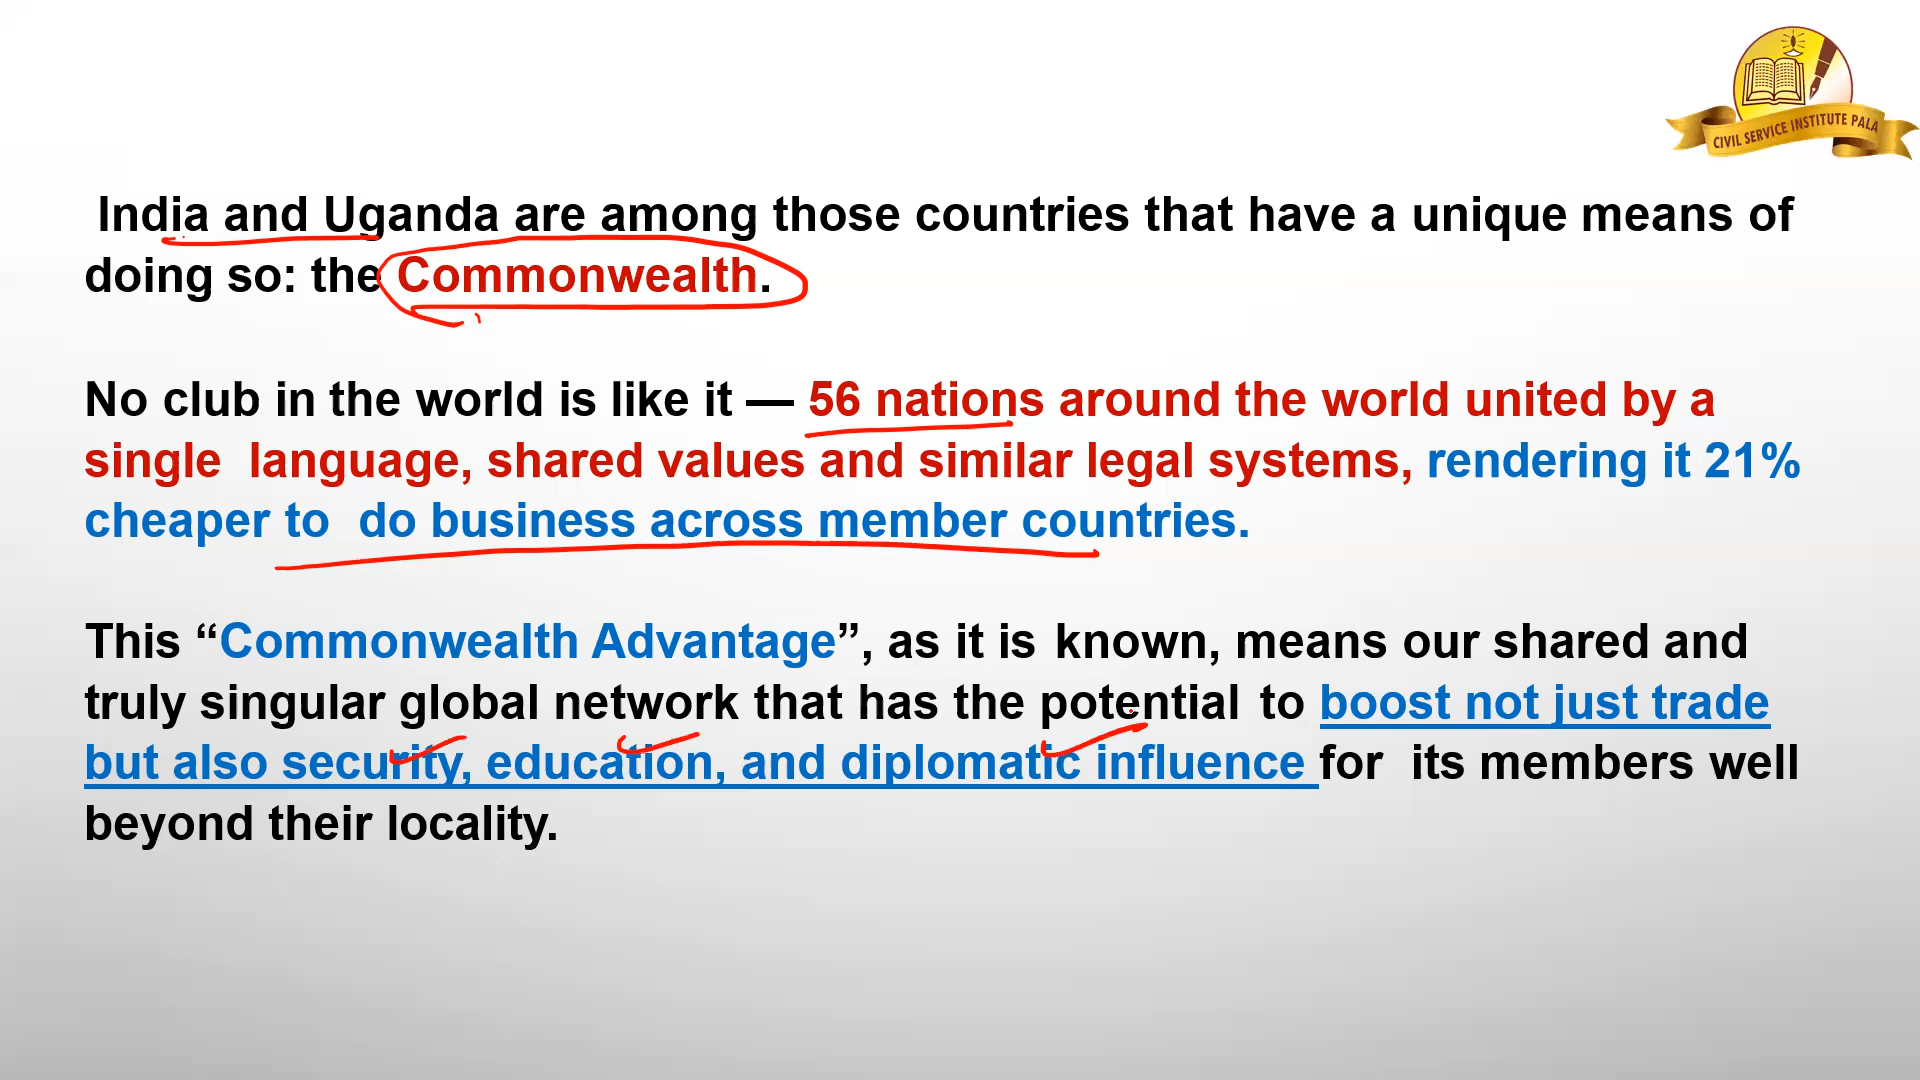 CIVIL SERVICE INSTITUTE PALA
India and Uganda are among those countries that have a unique means of
doing so: the Commonwealth.
No club in the world is like it — 56 nations around the world united by a
single language, shared values and similar legal systems, rendering it 21%
cheaper to do business across member countries.
This “Commonwealth Advantage”, as it is known, means our shared and
truly singular global network that has the potential to boost not just trade
but also security, education, and diplomatic influence for its members well
beyond their locality.